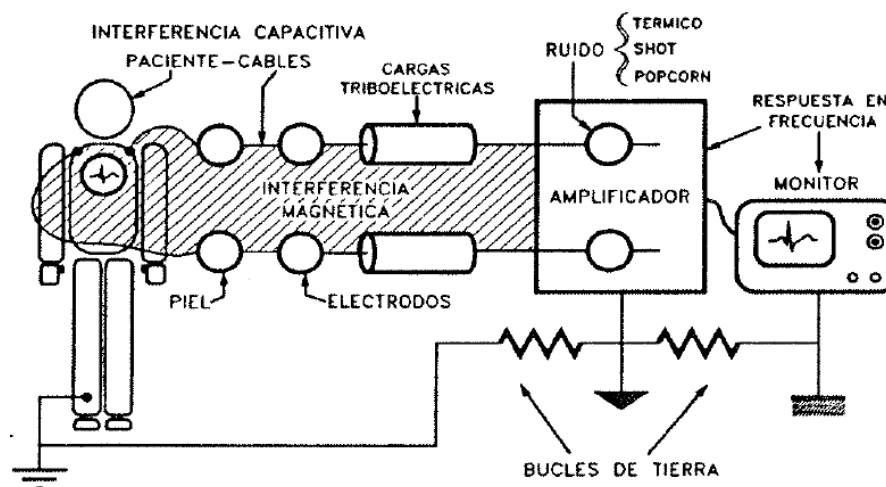 INTERFERENCIA CAPACITIVA
PACIENTE-CABLES
CARGAS
TRIBOELECTRICAS
RUIDO
TERMICO
SHOT
POPCORN
RESPUESTA EN
FRECUENCIA
MONITOR
INTERFERENCIA
MAGNETICA
AMPLIFICADOR
PIEL
ELECTRODOS
BUCLES DE TIERRA